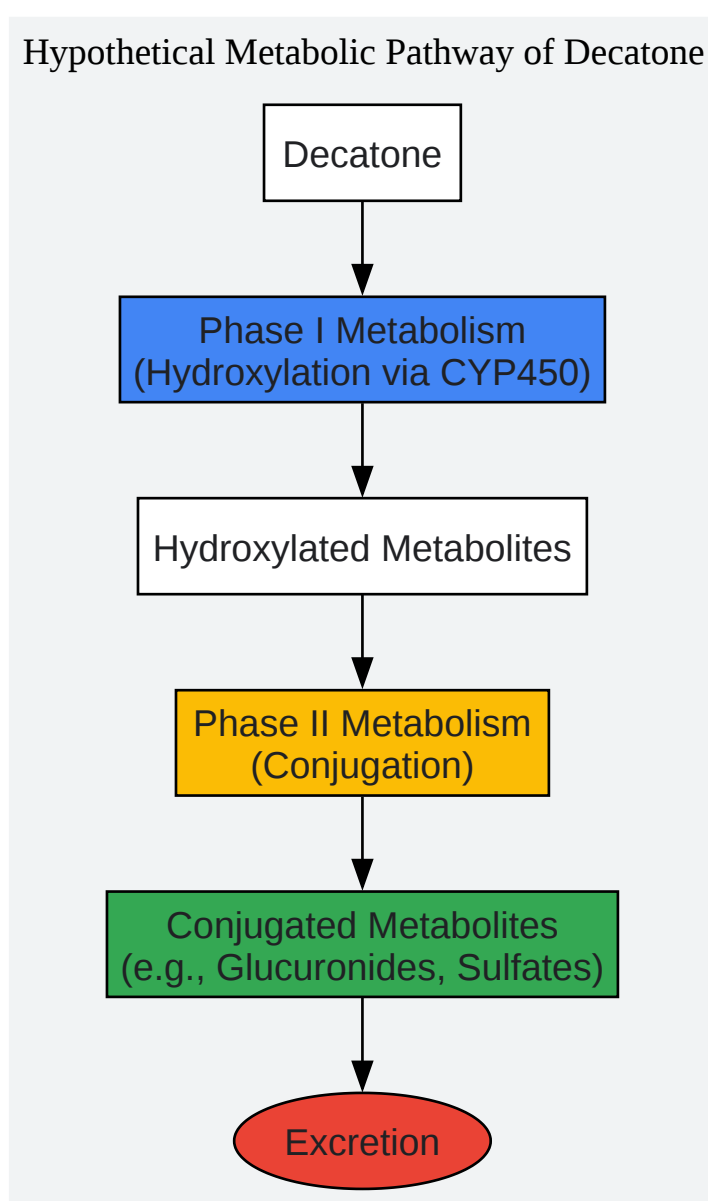 Hypothetical Metabolic Pathway of Decatone
Decatone
Phase I Metabolism
(Hydroxylation via CYP450)
Hydroxylated Metabolites
Phase II Metabolism
(Conjugation)
Conjugated Metabolites
(e.g., Glucuronides, Sulfates)
Excretion